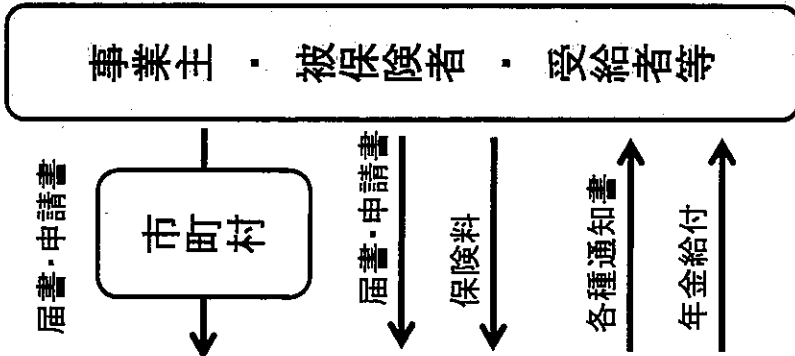 事業主・被保険者・受給者等
届書・申請書
市町村
届書・申請書
保険料
各種通知書
年金給付